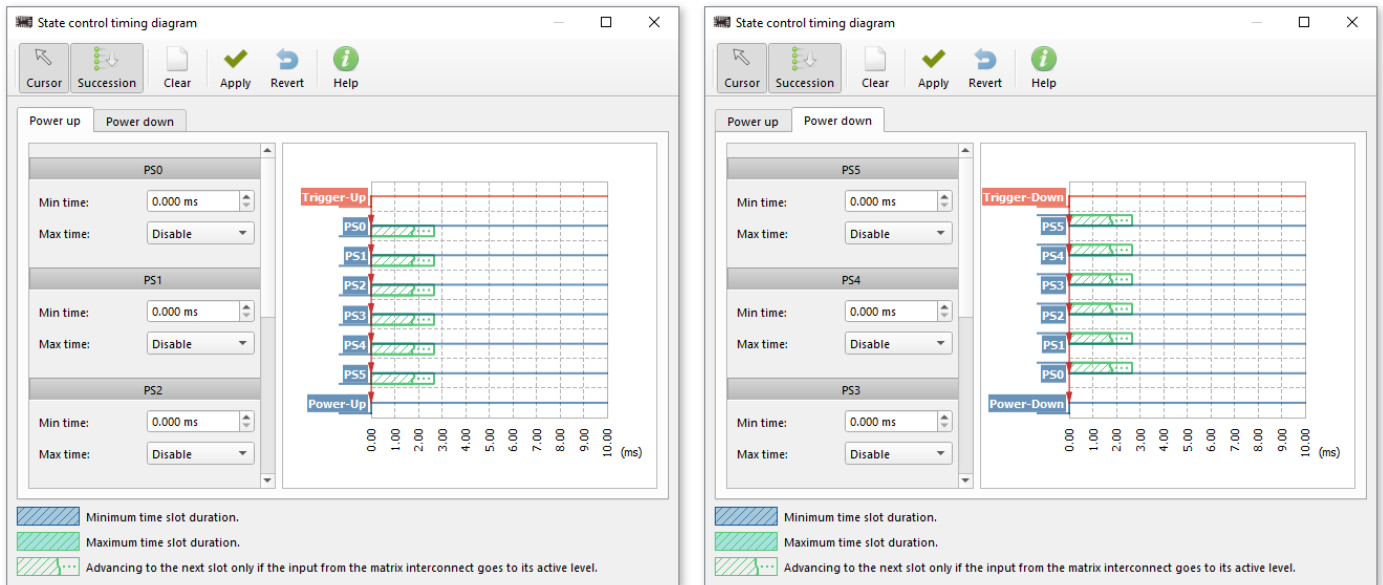 State control timing diagram
Cursor Succession Clear Apply Revert Help
Power up Power down
PS0
Min time: 0.000 ms
Max time: Disable
PS1
Min time: 0.000 ms
Max time: Disable
PS2
Min time: 0.000 ms
Max time: Disable
Trigger-Up
PS0
PS1
PS2
PS3
PS4
PS5
Power-Up
0.00 1.00 2.00 3.00 4.00 5.00 6.00 7.00 8.00 9.00 10.00 (ms)
Minimum time slot duration.
Maximum time slot duration.
Advancing to the next slot only if the input from the matrix interconnect goes to its active level.
State control timing diagram
Cursor Succession Clear Apply Revert Help
Power up Power down
PS5
Min time: 0.000 ms
Max time: Disable
PS4
Min time: 0.000 ms
Max time: Disable
PS3
Min time: 0.000 ms
Max time: Disable
Trigger-Down
PS5
PS4
PS3
PS2
PS1
PS0
Power-Down
0.00 1.00 2.00 3.00 4.00 5.00 6.00 7.00 8.00 9.00 10.00 (ms)
Minimum time slot duration.
Maximum time slot duration.
Advancing to the next slot only if the input from the matrix interconnect goes to its active level.